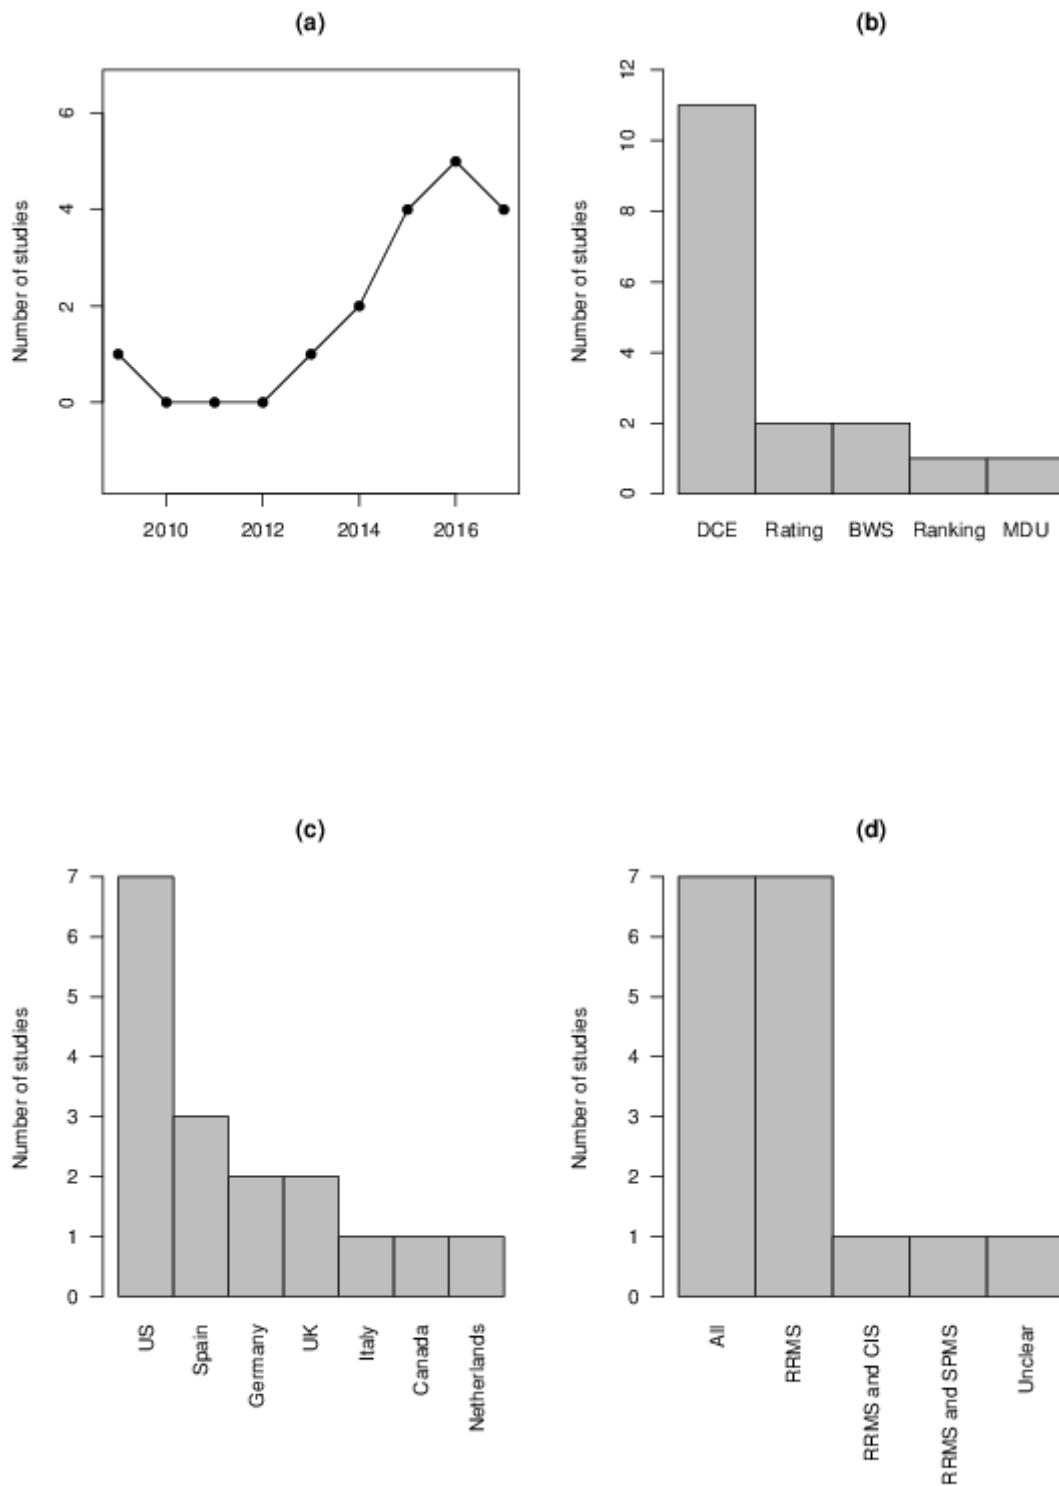 (a)
Number of studies
6
4
2
0
2010 2012 2014 2016
(b)
Number of studies
12
10
8
6
4
2
0
DCE Rating BWS Ranking MDU
(c)
Number of studies
7
6
5
4
3
2
1
0
US
Spain
Germany
UK
Italy
Canada
Netherlands
(d)
Number of studies
7
6
5
4
3
2
1
0
All
RRMS
RRMS and CIS
RRMS and SPMS
Unclear